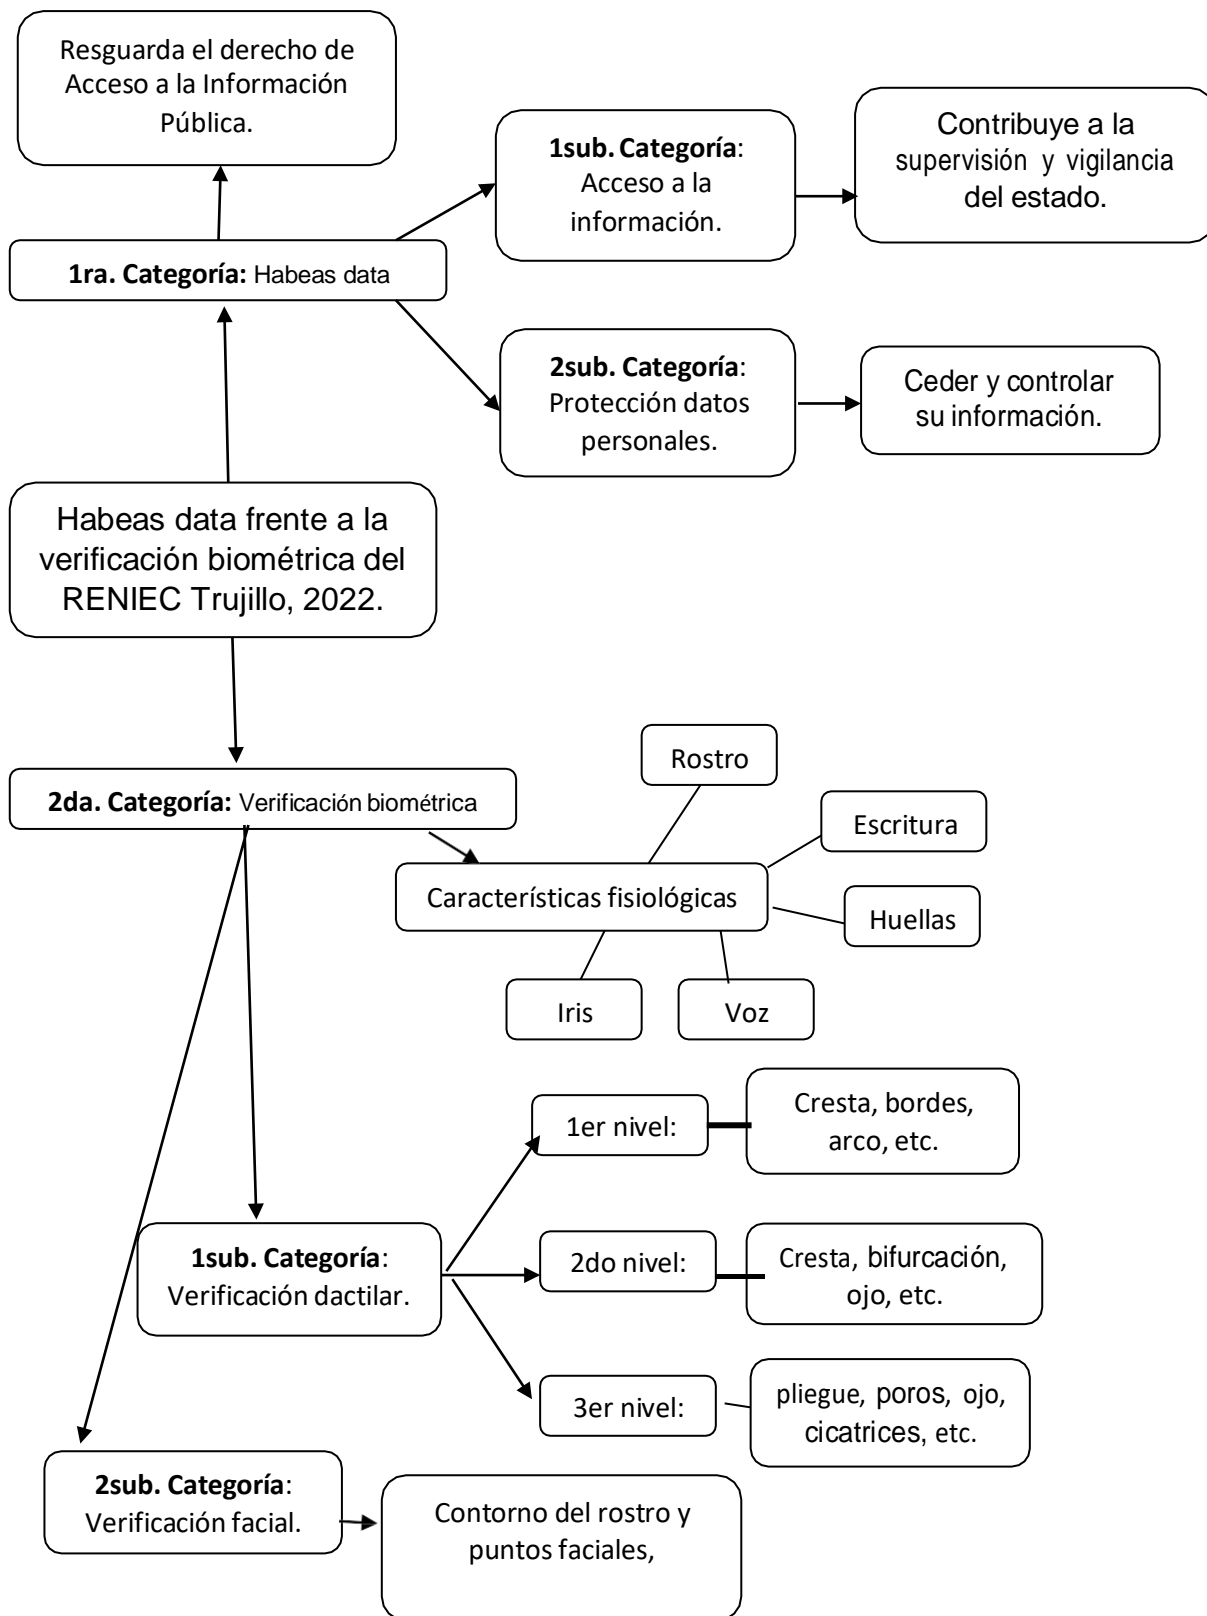 Resguarda el derecho de
Acceso a la Información
Pública.
1sub. Categoría:
Acceso a la
información.
Contribuye a la
supervisión y vigilancia
del estado.
1ra. Categoría: Habeas data
2sub. Categoría:
Protección datos
personales.
Ceder y controlar
su información.
Habeas data frente a la
verificación biométrica del
RENIEC Trujillo, 2022.
2da. Categoría: Verificación biométrica
Rostro
Escritura
Características fisiológicas
Huellas
Iris
Voz
1er nivel:
Cresta, bordes,
arco, etc.
1sub. Categoría:
Verificación dactilar.
2do nivel:
Cresta, bifurcación,
ojo, etc.
3er nivel:
pliegue, poros, ojo,
cicatrices, etc.
2sub. Categoría:
Verificación facial.
Contorno del rostro y
puntos faciales,